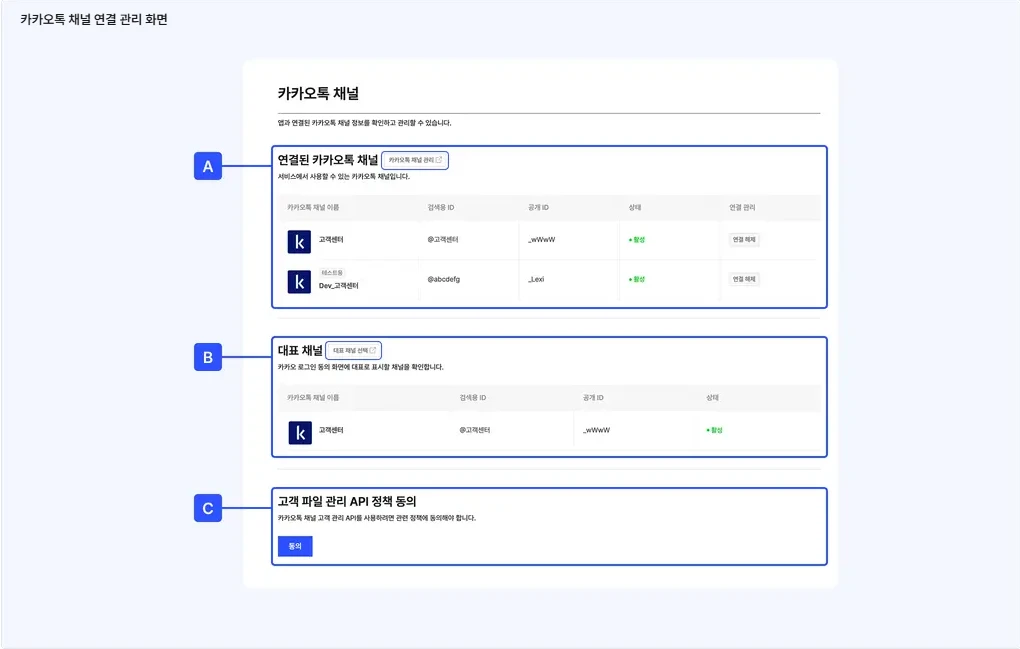 카카오톡 채널 연결 관리 화면
카카오톡 채널
앱과 연결된 카카오톡 채널 정보를 확인하고 관리할 수 있습니다.
A
연결된 카카오톡 채널 카카오톡 채널 관리
서비스에서 사용할 수 있는 카카오톡 채널입니다.
카카오톡 채널 이름 검색용 ID 공개 ID 상태 연결 관리
k 고객센터 @고객센터 _wWwW 활성 연결 해제
테스트용
k Dev_고객센터 @abcdefg _Lexi 활성 연결 해제
B
대표 채널 대표 채널 선택
카카오 로그인 동의 화면에 대표로 표시할 채널을 확인합니다.
카카오톡 채널 이름 검색용 ID 공개 ID 상태
k 고객센터 @고객센터 _wWwW 활성
C
고객 파일 관리 API 정책 동의
카카오톡 채널 고객 관리 API를 사용하려면 관련 정책에 동의해야 합니다.
동의